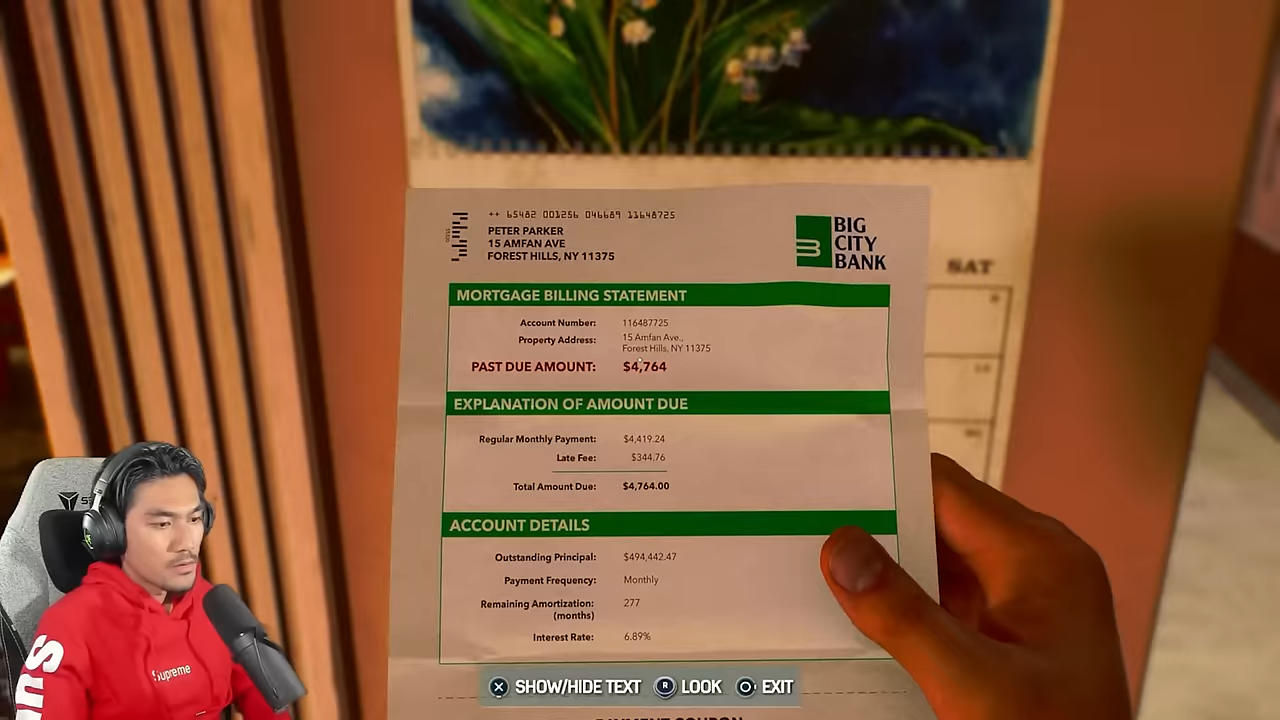 SAT
++ 65482 001256 046689 11648725
PETER PARKER
15 AMFAN AVE
FOREST HILLS, NY 11375
BIG
CITY
BANK
MORTGAGE BILLING STATEMENT
Account Number: 116487725
Property Address: 15 Amfan Ave.,
Forest Hills, NY 11375
PAST DUE AMOUNT: $4,764
EXPLANATION OF AMOUNT DUE
Regular Monthly Payment: $4,419.24
Late Fee: $344.76
Total Amount Due: $4,764.00
ACCOUNT DETAILS
Outstanding Principal: $494,442.47
Payment Frequency: Monthly
Remaining Amortization: 277
(months)
Interest Rate: 6.89%
Supreme
SHOW/HIDE TEXT R LOOK EXIT
PAYMENT COUPON